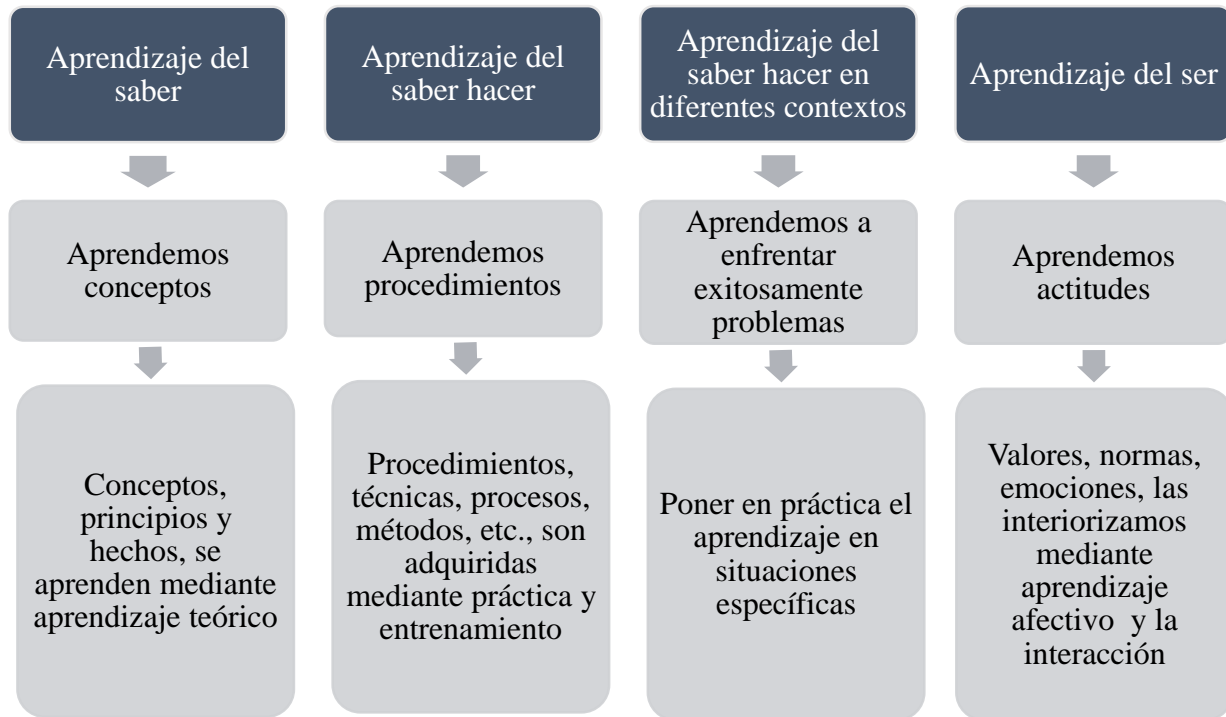 Aprendizaje del
saber
Aprendemos
conceptos
Conceptos,
principios y
hechos, se
aprenden mediante
aprendizaje teórico
Aprendizaje del
saber hacer
Aprendemos
procedimientos
Procedimientos,
técnicas, procesos,
métodos, etc., son
adquiridas
mediante práctica y
entrenamiento
Aprendizaje del
saber hacer en
diferentes contextos
Aprendemos a
enfrentar
exitosamente
problemas
Poner en práctica el
aprendizaje en
situaciones
específicas
Aprendizaje del ser
Aprendemos
actitudes
Valores, normas,
emociones, las
interiorizamos
mediante
aprendizaje
afectivo  y la
interacción